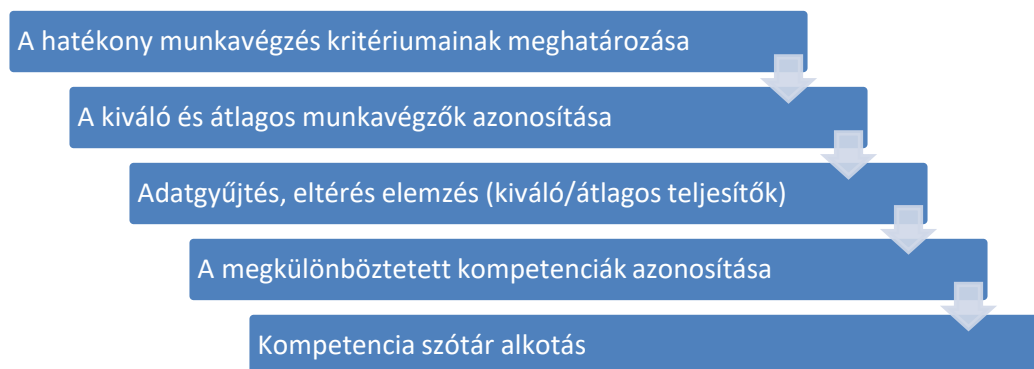 A hatékony munkavégzés kritériumainak meghatározása
A kiváló és átlagos munkavégzők azonosítása
Adatgyűjtés, eltérés elemzés (kiváló/átlagos teljesítők)
A megkülönböztetett kompetenciák azonosítása
Kompetencia szótár alkotás